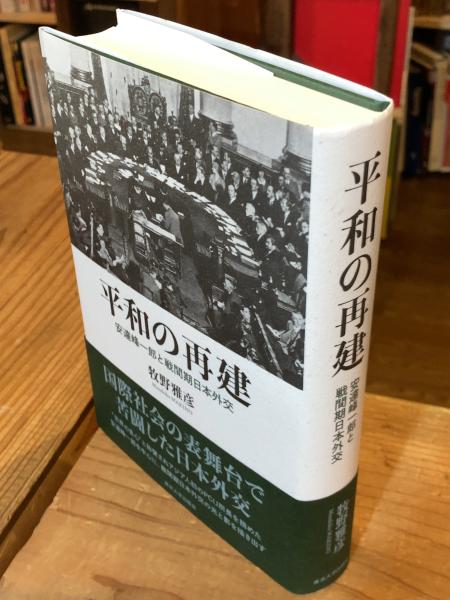 平和の再建
安達峰一郎と戦間期日本外交
牧野雅彦
国際社会の表舞台で
苦闘した日本外交
平和の再建
安達峰一郎と
戦間期日本外交
牧野雅彦